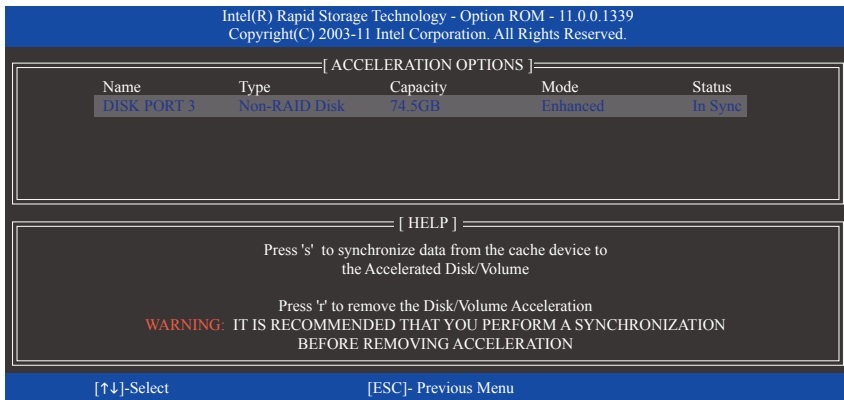 Intel(R) Rapid Storage Technology - Option ROM - 11.0.0.1339
Copyright(C) 2003-11 Intel Corporation. All Rights Reserved.
[ ACCELERATION OPTIONS ]
Name Type Capacity Mode Status
DISK PORT 3 Non-RAID Disk 74.5GB Enhanced In Sync
[ HELP ]
Press 's' to synchronize data from the cache device to
the Accelerated Disk/Volume
Press 'r' to remove the Disk/Volume Acceleration
WARNING: IT IS RECOMMENDED THAT YOU PERFORM A SYNCHRONIZATION
BEFORE REMOVING ACCELERATION
[↑↓]-Select [ESC]- Previous Menu